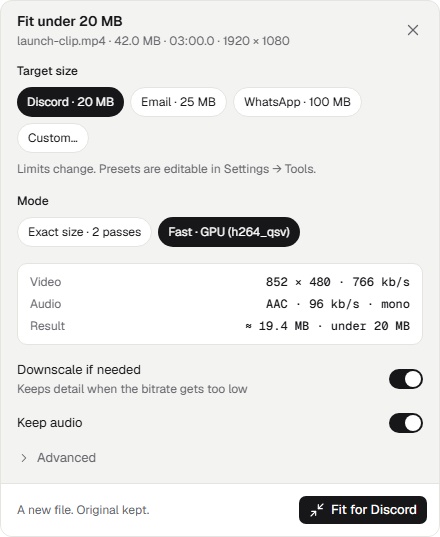 Fit under 20 MB
launch-clip.mp4 · 42.0 MB · 03:00.0 · 1920 × 1080
Target size
Discord · 20 MB Email · 25 MB WhatsApp · 100 MB
Custom…
Limits change. Presets are editable in Settings → Tools.
Mode
Exact size · 2 passes Fast · GPU (h264_qsv)
Video 852 × 480 · 766 kb/s
Audio AAC · 96 kb/s · mono
Result ≈ 19.4 MB · under 20 MB
Downscale if needed
Keeps detail when the bitrate gets too low
Keep audio
Advanced
A new file. Original kept. Fit for Discord